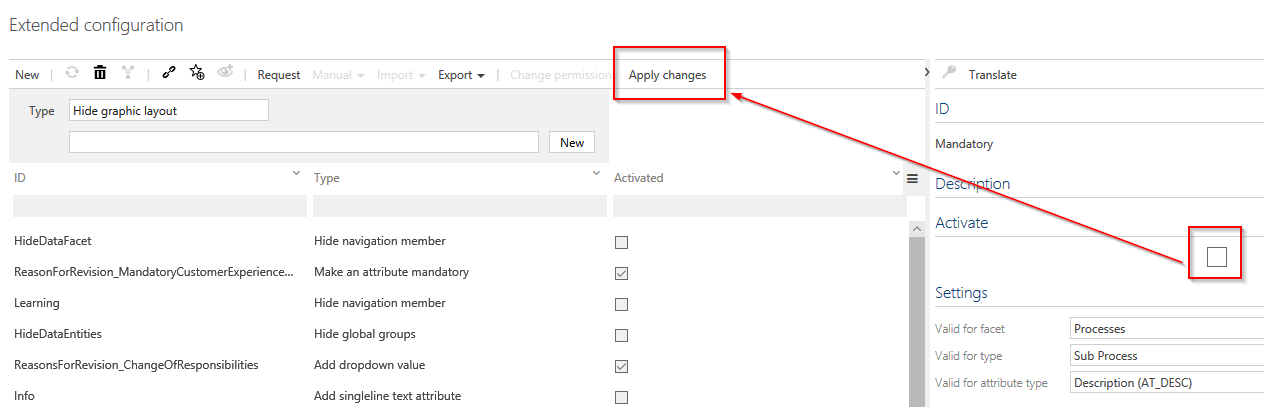 Extended configuration
New Request Manual Import Export Change permission Apply changes
Type Hide graphic layout
New
ID Type Activated
HideDataFacet Hide navigation member
ReasonForRevision_MandatoryCustomerExperience... Make an attribute mandatory
Learning Hide navigation member
HideDataEntities Hide global groups
ReasonsForRevision_ChangeOfResponsibilities Add dropdown value
Info Add singleline text attribute
Translate
ID
Mandatory
Description
Activate
Settings
Valid for facet Processes
Valid for type Sub Process
Valid for attribute type Description (AT_DESC)